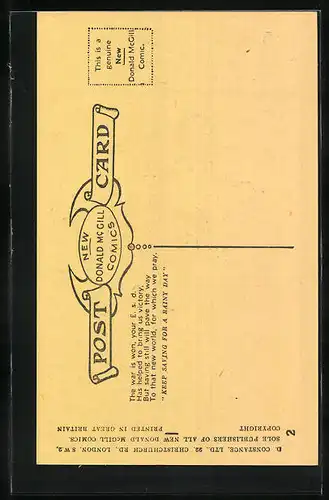 This is a
genuine
New
Donald McGill
Comic.
POST CARD
NEW
DONALD McGILL
COMICS
The war is won, your £. s. d.
Has helped to bring us victory,
But saving still will pave the way
To that new world, for which we pray.
"KEEP SAVING FOR A RAINY DAY"
D. CONSTANCE, LTD., 22, CHRISTCHURCH RD., LONDON, S.W.2.
SOLE PUBLISHERS OF ALL NEW DONALD McGILL COMICS.
COPYRIGHT
PRINTED IN GREAT BRITAIN
2